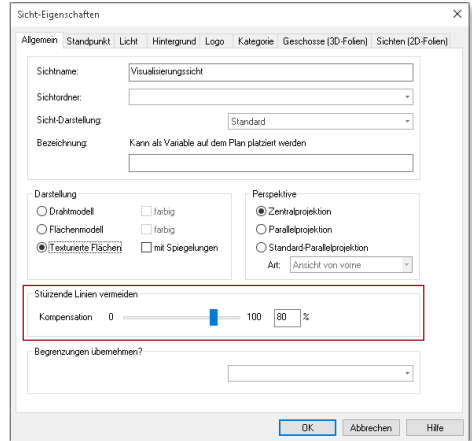 Sicht-Eigenschaften
Allgemein Standpunkt Licht Hintergrund Logo Kategorie Geschosse (3D-Folien) Sichten (2D-Folien)
Sichtname: Visualisierungssicht
Sichtordner:
Sicht-Darstellung: Standard
Bezeichnung: Kann als Variable auf dem Plan platziert werden
Darstellung
Drahtmodell farbig
Flächenmodell farbig
Texturierte Flächen mit Spiegelungen
Perspektive
Zentralprojektion
Parallelprojektion
Standard-Parallelprojektion
Art: Ansicht von vorne
Stürzende Linien vermeiden
Kompensation 0 100 80 %
Begrenzungen übernehmen?
OK Abbrechen Hilfe